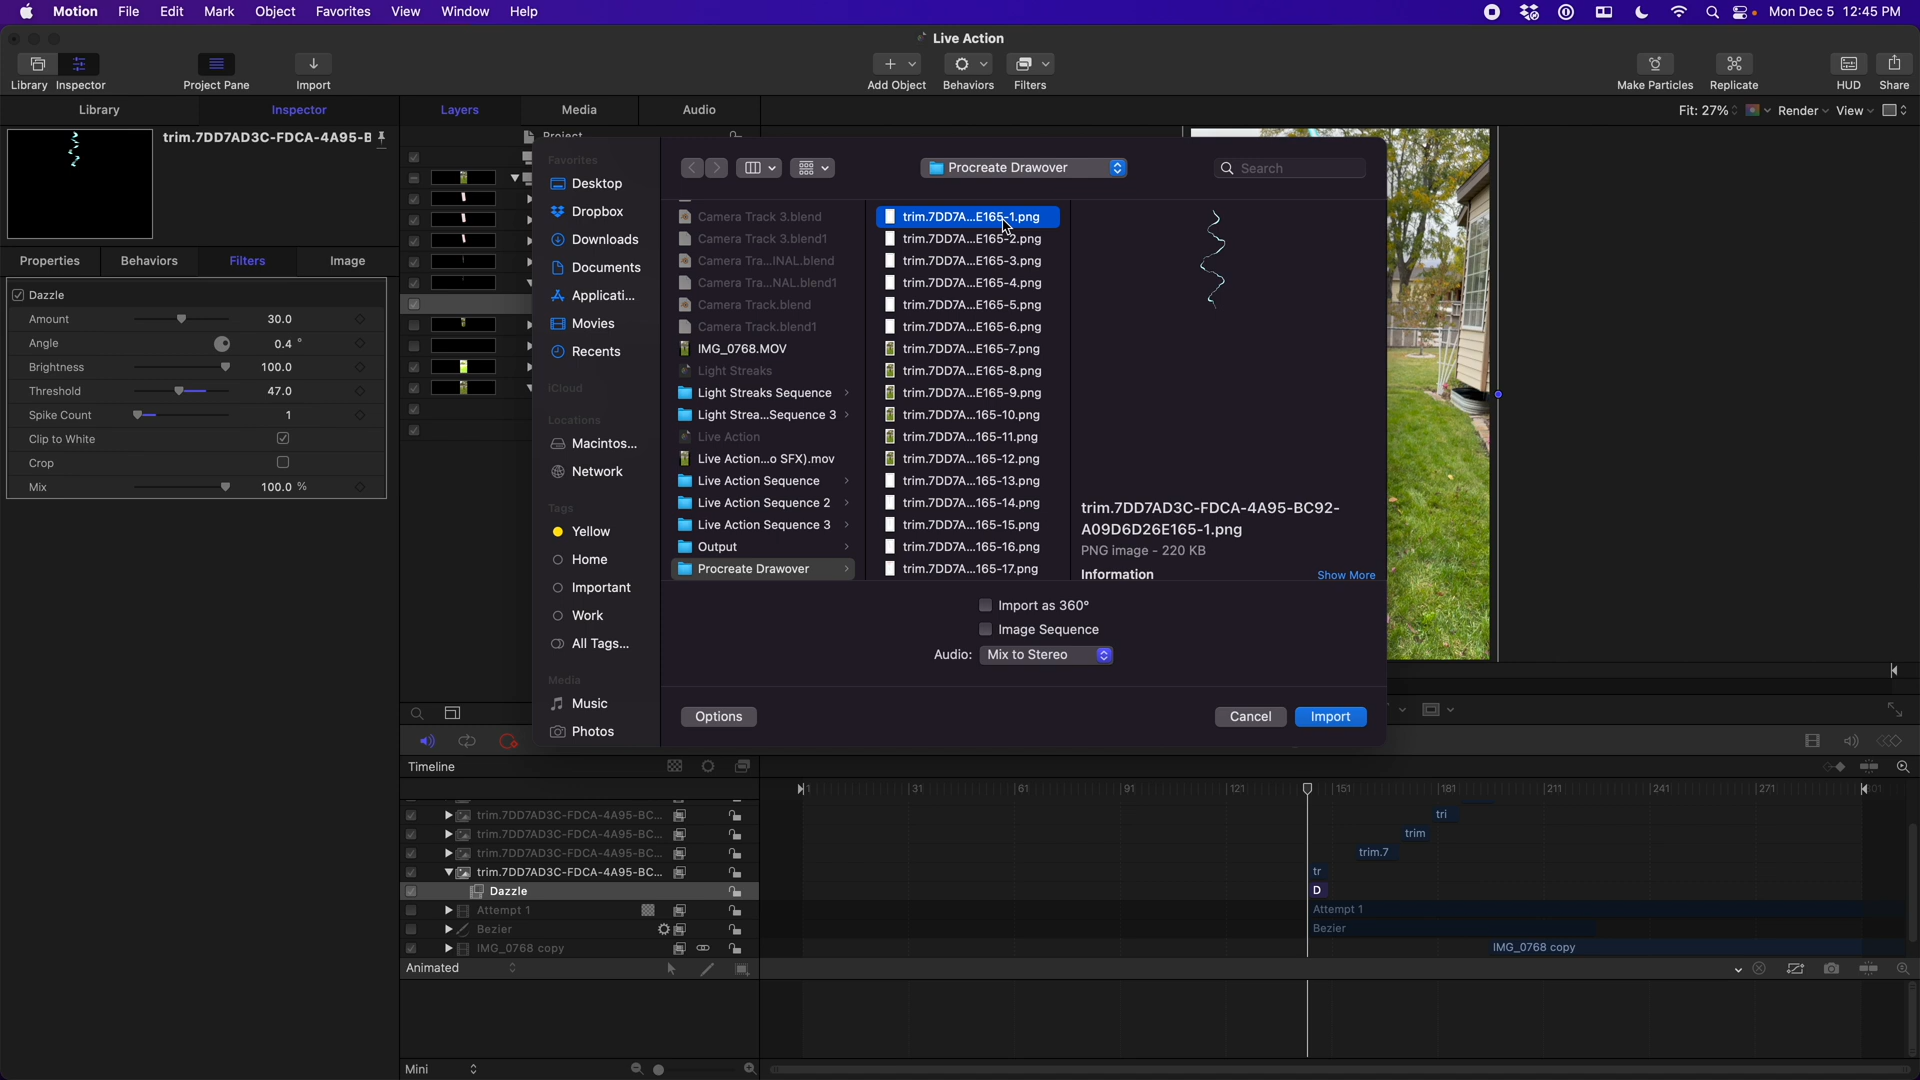 Motion File Edit Mark Object Favorites View Window Help Mon Dec 5 12:45 PM
Live Action
Library Inspector Project Pane Import Add Object Behaviors Filters Make Particles Replicate HUD Share
Library Inspector Layers Media Audio Fit: 27% Render View
trim.7DD7AD3C-FDCA-4A95-B
Project
Properties Behaviors Filters Image
Dazzle
Amount 30.0
Angle 0.4 °
Brightness 100.0
Threshold 47.0
Spike Count 1
Clip to White
Crop
Mix 100.0 %
Favorites
Desktop
Dropbox
Downloads
Documents
Applicati...
Movies
Recents
iCloud
Locations
Macintos...
Network
Tags
Yellow
Home
Important
Work
All Tags...
Media
Music
Photos
Procreate Drawover
Search
Camera Track 3.blend
Camera Track 3.blend1
Camera Tra...INAL.blend
Camera Tra...NAL.blend1
Camera Track.blend
Camera Track.blend1
IMG_0768.MOV
Light Streaks
Light Streaks Sequence
Light Strea...Sequence 3
Live Action
Live Action...o SFX).mov
Live Action Sequence
Live Action Sequence 2
Live Action Sequence 3
Output
Procreate Drawover
trim.7DD7A...E165-1.png
trim.7DD7A...E165-2.png
trim.7DD7A...E165-3.png
trim.7DD7A...E165-4.png
trim.7DD7A...E165-5.png
trim.7DD7A...E165-6.png
trim.7DD7A...E165-7.png
trim.7DD7A...E165-8.png
trim.7DD7A...E165-9.png
trim.7DD7A...165-10.png
trim.7DD7A...165-11.png
trim.7DD7A...165-12.png
trim.7DD7A...165-13.png
trim.7DD7A...165-14.png
trim.7DD7A...165-15.png
trim.7DD7A...165-16.png
trim.7DD7A...165-17.png
trim.7DD7AD3C-FDCA-4A95-BC92-
A09D6D26E165-1.png
PNG image - 220 KB
Information Show More
Import as 360°
Image Sequence
Audio: Mix to Stereo
Options Cancel Import
Timeline
1 31 61 91 121 151 181 211 241 271 301
trim.7DD7AD3C-FDCA-4A95-BC... tri
trim.7DD7AD3C-FDCA-4A95-BC... trim
trim.7DD7AD3C-FDCA-4A95-BC... trim.7
trim.7DD7AD3C-FDCA-4A95-BC... tr
Dazzle D
Attempt 1 Attempt 1
Bezier Bezier
IMG_0768 copy IMG_0768 copy
Animated
Mini